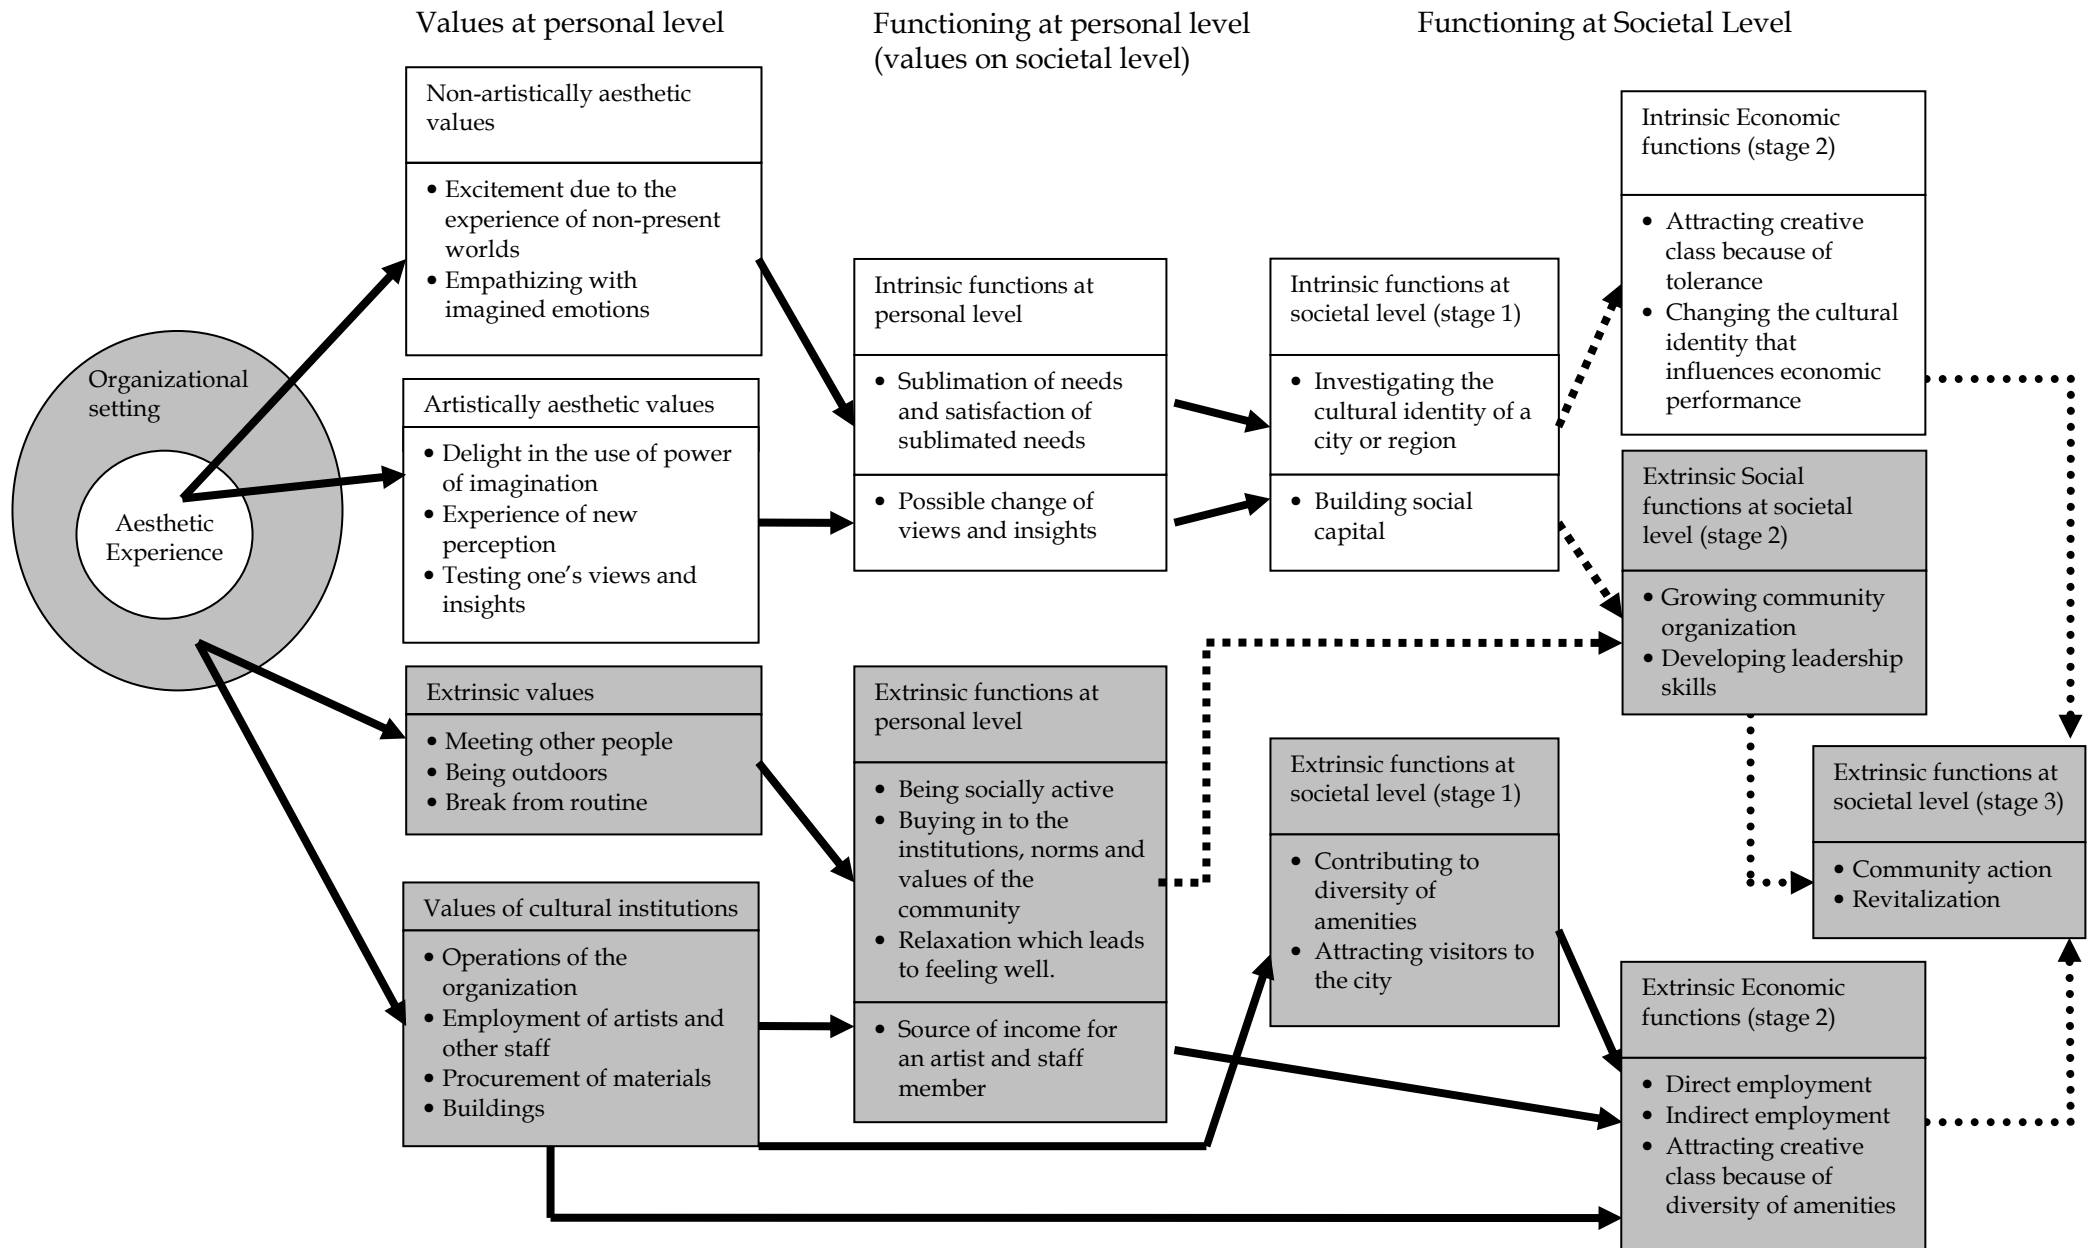 Values at personal level
Functioning at personal level
(values on societal level)
Functioning at Societal Level
Organizational
setting
Aesthetic
Experience
Non-artistically aesthetic
values
• Excitement due to the
experience of non-present
worlds
• Empathizing with
imagined emotions
Artistically aesthetic values
• Delight in the use of power
of imagination
• Experience of new
perception
• Testing one’s views and
insights
Extrinsic values
• Meeting other people
• Being outdoors
• Break from routine
Values of cultural institutions
• Operations of the
organization
• Employment of artists and
other staff
• Procurement of materials
• Buildings
Intrinsic functions at
personal level
• Sublimation of needs
and satisfaction of
sublimated needs
• Possible change of
views and insights
Extrinsic functions at
personal level
• Being socially active
• Buying in to the
institutions, norms and
values of the
community
• Relaxation which leads
to feeling well.
• Source of income for
an artist and staff
member
Intrinsic functions at
societal level (stage 1)
• Investigating the
cultural identity of a
city or region
• Building social
capital
Extrinsic functions at
societal level (stage 1)
• Contributing to
diversity of
amenities
• Attracting visitors to
the city
Intrinsic Economic
functions (stage 2)
• Attracting creative
class because of
tolerance
• Changing the cultural
identity that
influences economic
performance
Extrinsic Social
functions at societal
level (stage 2)
• Growing community
organization
• Developing leadership
skills
Extrinsic functions at
societal level (stage 3)
• Community action
• Revitalization
Extrinsic Economic
functions (stage 2)
• Direct employment
• Indirect employment
• Attracting creative
class because of
diversity of amenities